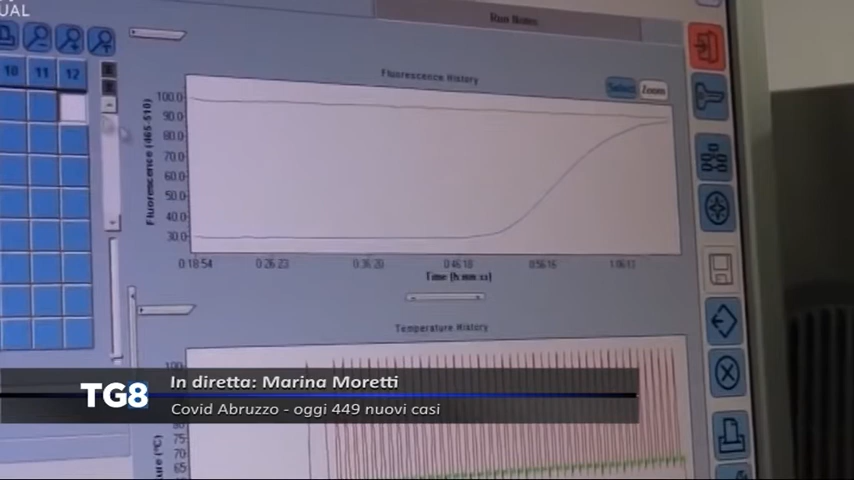 UAL
Run Notes
10 11 12
Fluorescence History
Select Zoom
Fluorescence (465-510)
100.0
90.0
80.0
70.0
60.0
50.0
40.0
30.0
0:18:54 0:26:23 0:36:20 0:46:18 0:56:16 1:06:13
Time (h:mm:ss)
Temperature History
100
80
75
70
65
TG8
In diretta: Marina Moretti
Covid Abruzzo - oggi 449 nuovi casi